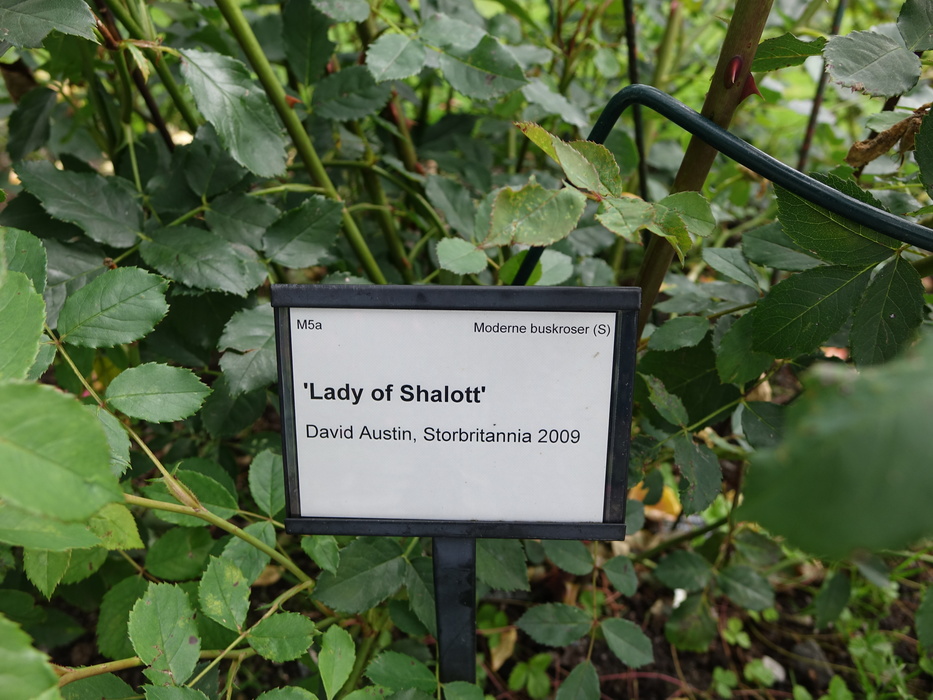 M5a
Moderne buskroser (S)
'Lady of Shalott'
David Austin, Storbritannia 2009